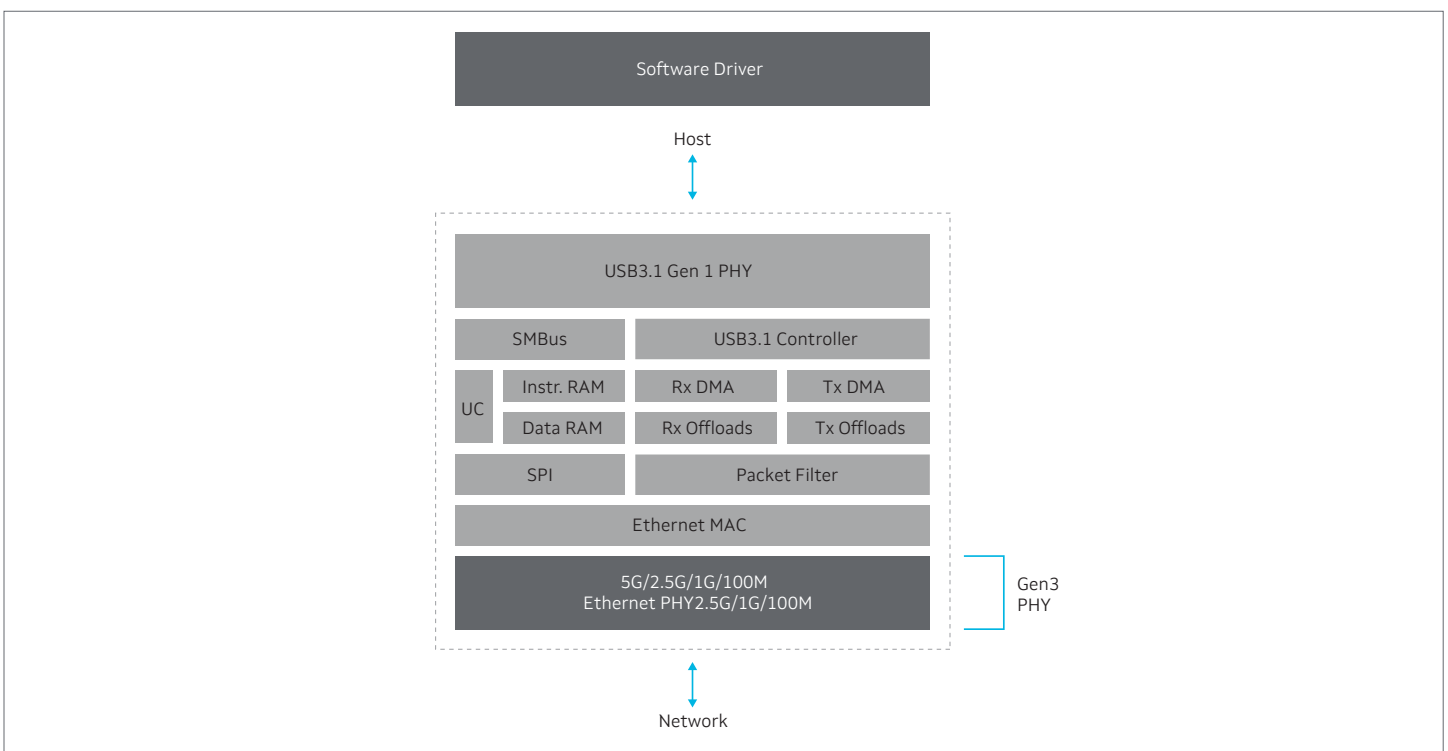 Software Driver
Host
USB3.1 Gen 1 PHY
SMBus
USB3.1 Controller
UC
Instr. RAM
Rx DMA
Tx DMA
Data RAM
Rx Offloads
Tx Offloads
SPI
Packet Filter
Ethernet MAC
5G/2.5G/1G/100M
Ethernet PHY2.5G/1G/100M
Gen3
PHY
Network